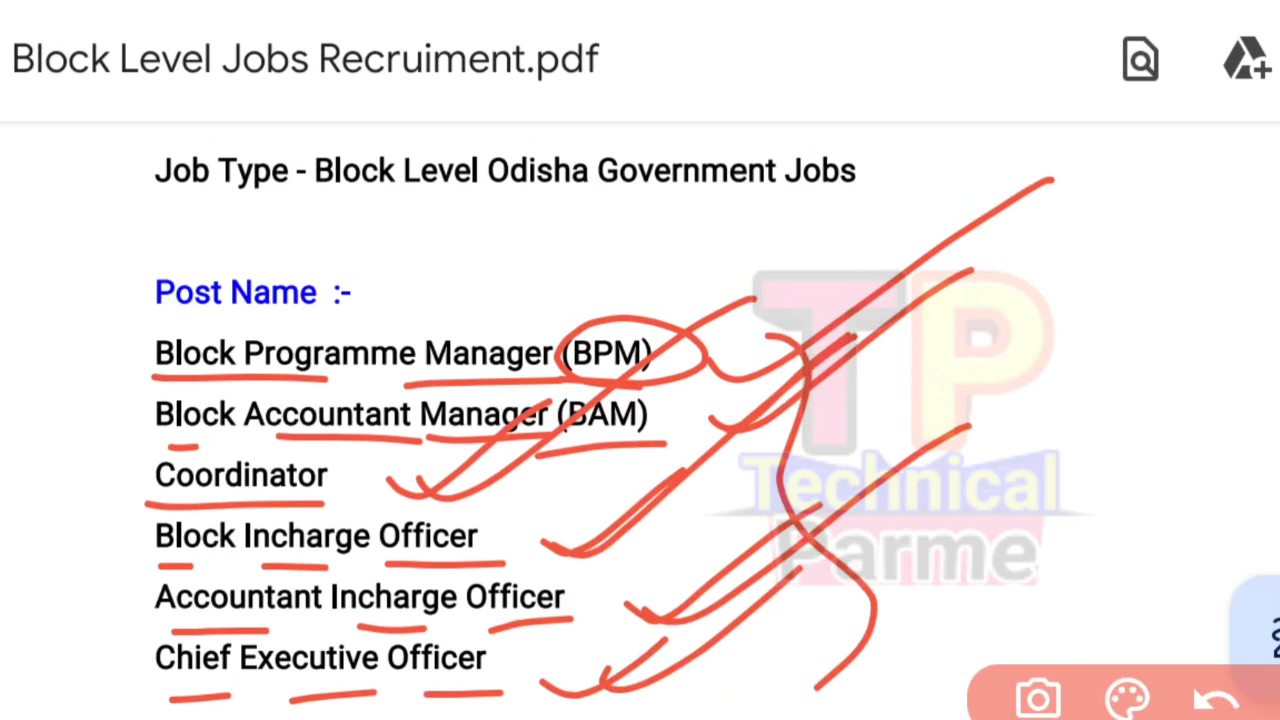 Block Level Jobs Recruiment.pdf
Job Type - Block Level Odisha Government Jobs
Post Name :-
Block Programme Manager (BPM)
Block Accountant Manager (BAM)
Coordinator
Block Incharge Officer
Accountant Incharge Officer
Chief Executive Officer
TP
Technical
Parme